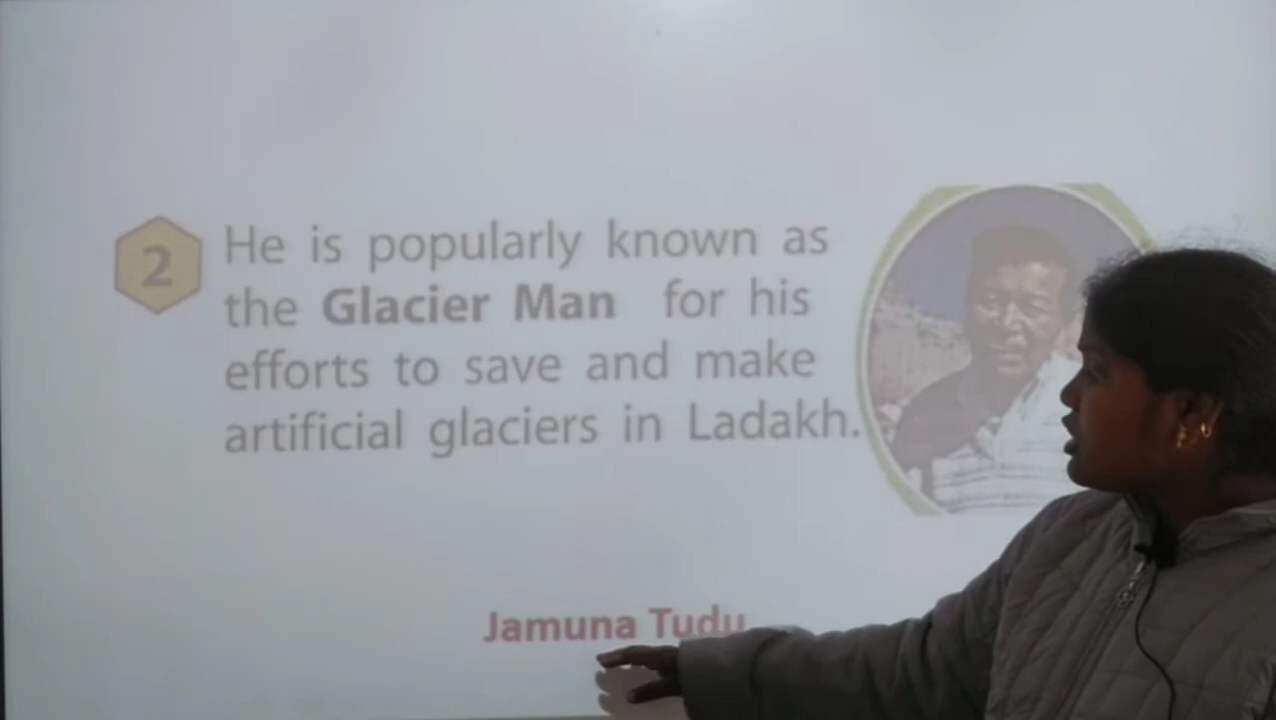 2
He is popularly known as
the Glacier Man for his
efforts to save and make
artificial glaciers in Ladakh.
Jamuna Tudu